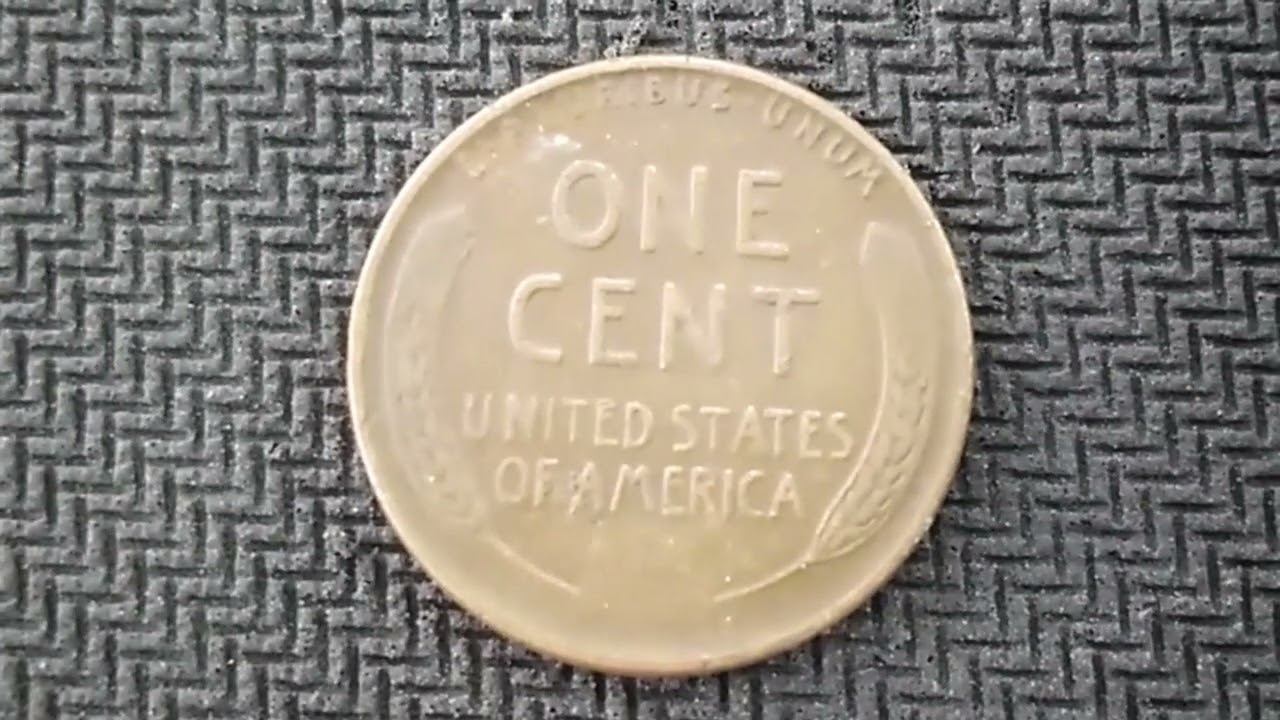 UNUM
ONE
CENT
UNITED STATES
OF AMERICA